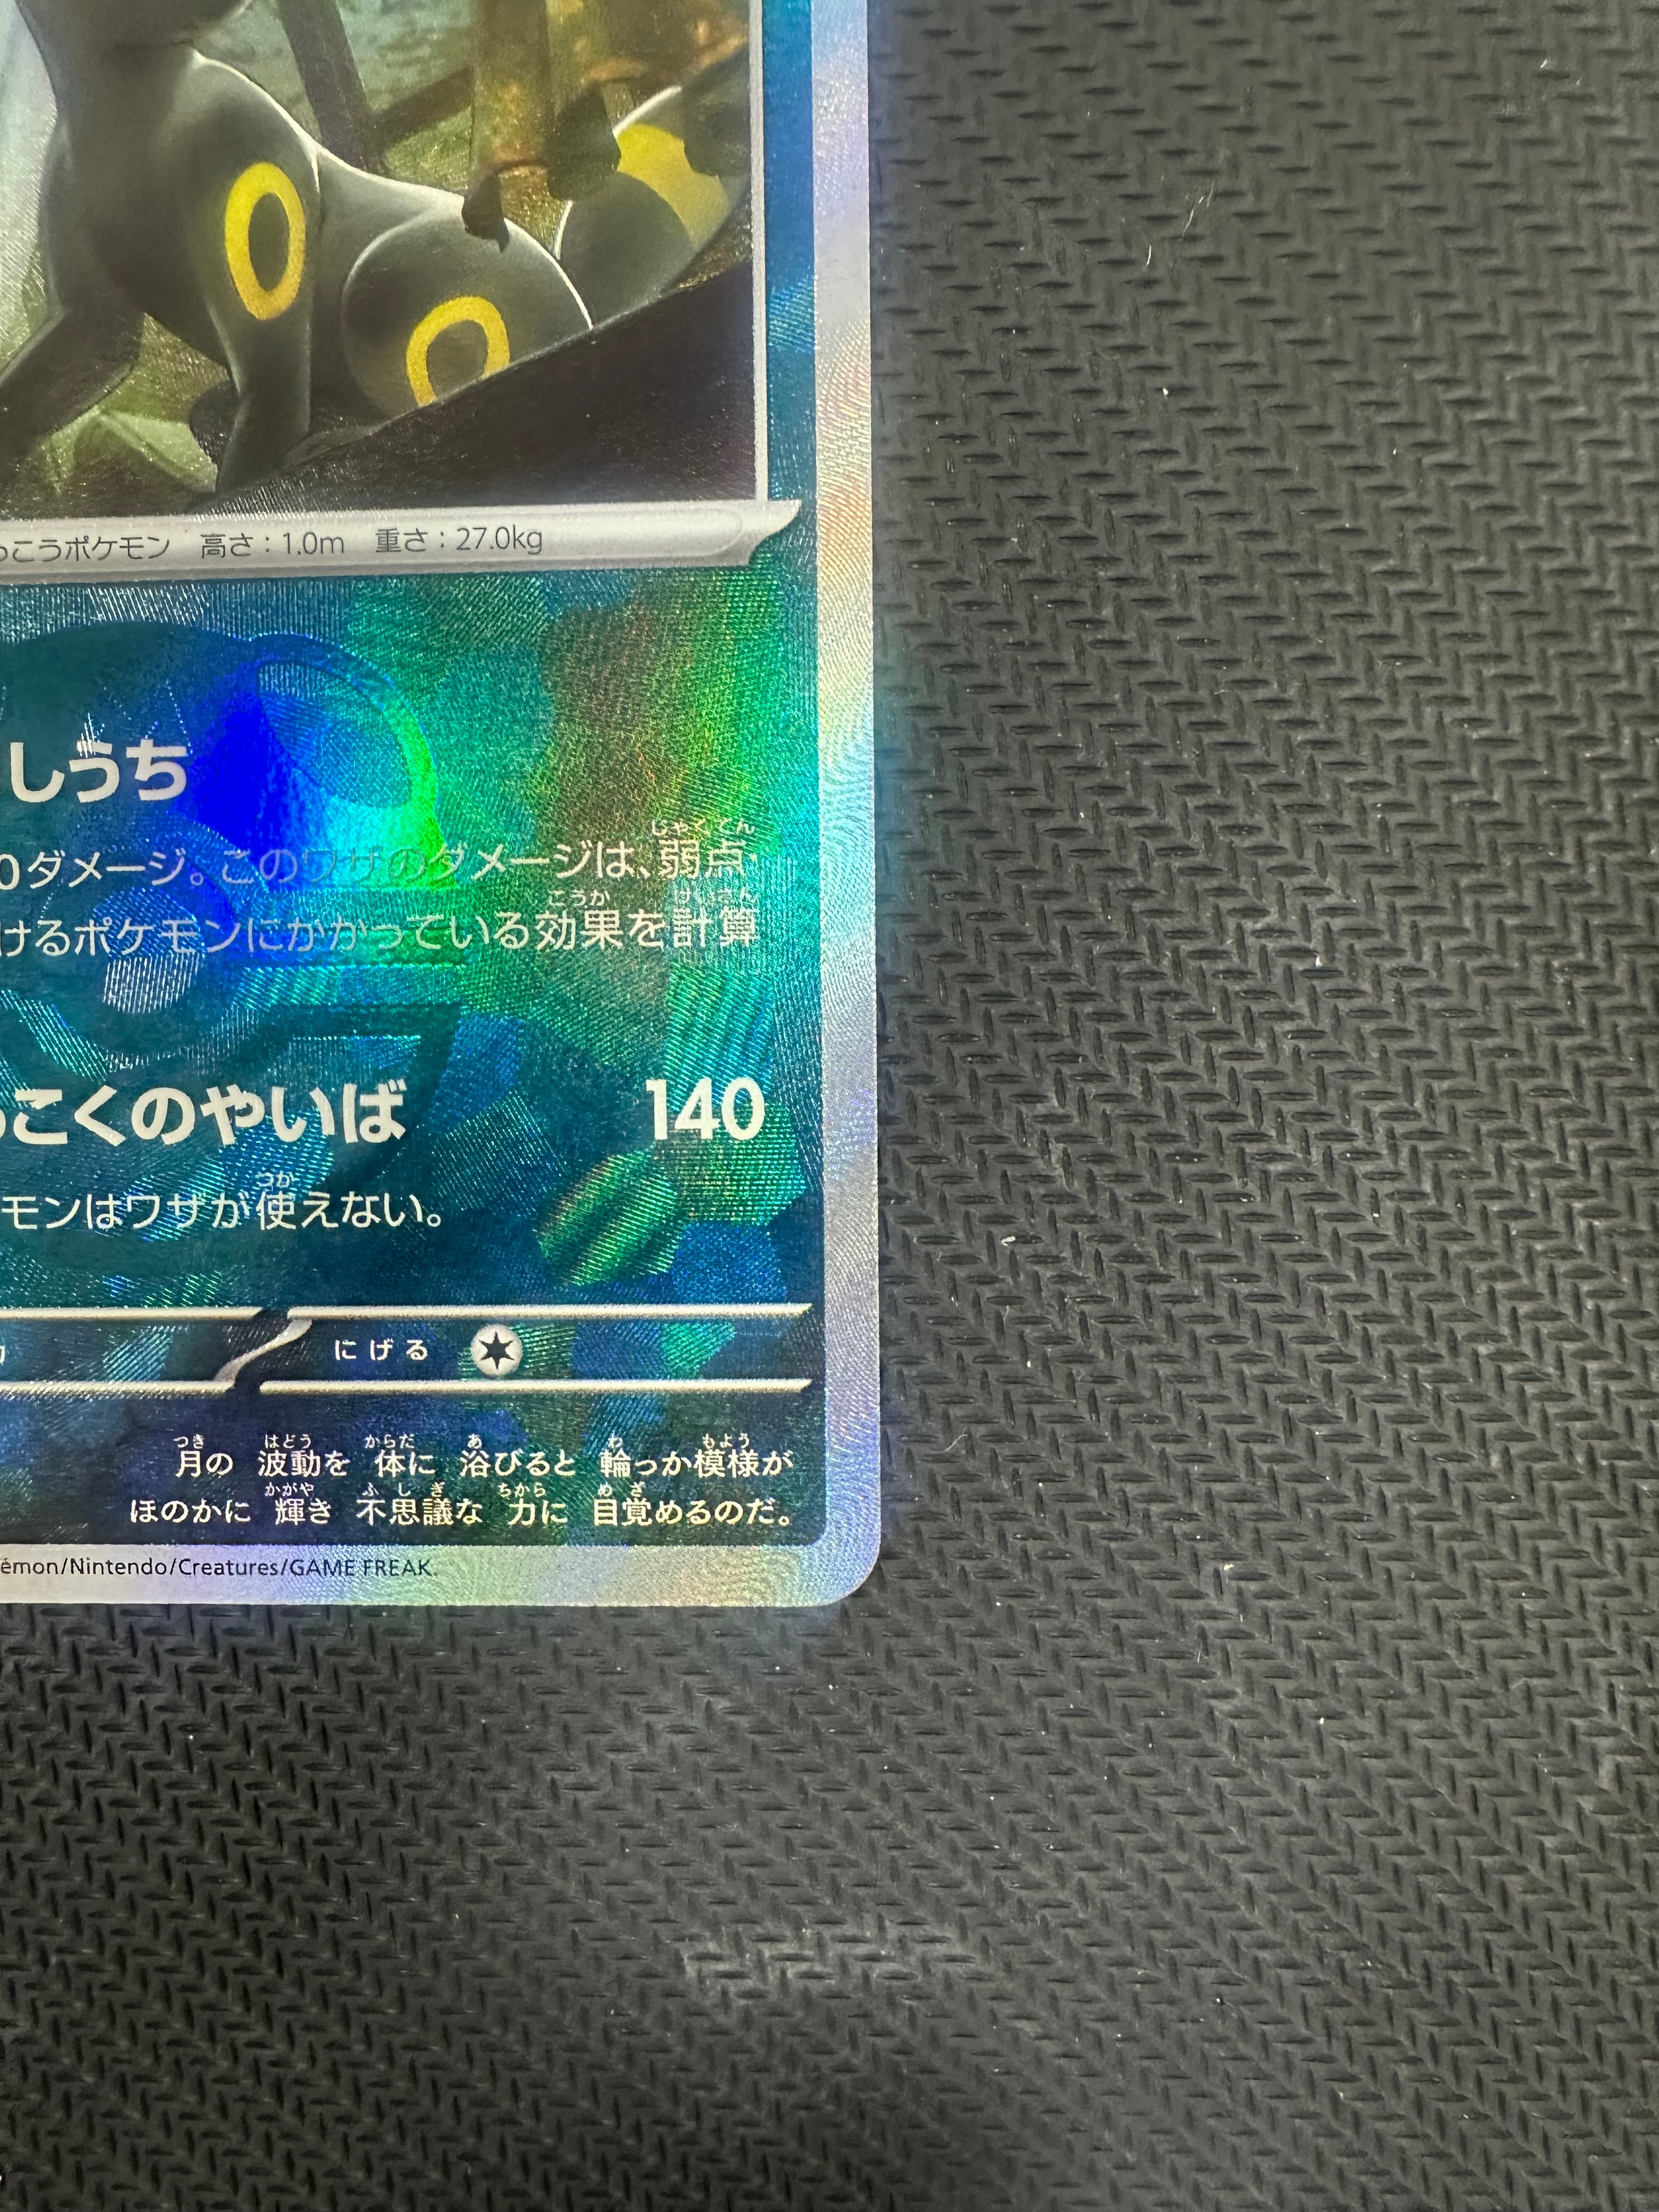 っこうポケモン 高さ:1.0m 重さ:27.0kg
しうち
0ダメージ。このワザのダメージは、弱点・
じゃくてん
けるポケモンにかかっている効果を計算
こうか けいさん
こくのやいば 140
モンはワザが使えない。
つか
にげる
月の 波動を 体に 浴びると 輪っか模様が
つき はどう からだ あ わ もよう
ほのかに 輝き 不思議な 力に 目覚めるのだ。
かがや ふしぎ ちから めざ
émon/Nintendo/Creatures/GAME FREAK.